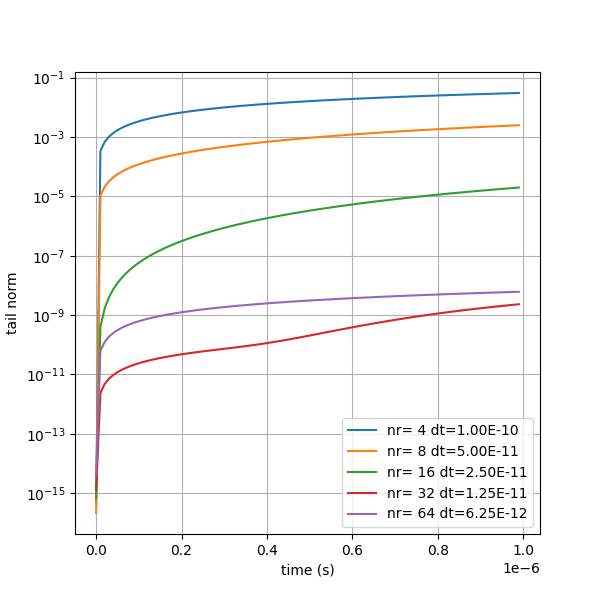 10⁻¹
10⁻³
10⁻⁵
10⁻⁷
10⁻⁹
10⁻¹¹
10⁻¹³
10⁻¹⁵
tail norm
nr= 4 dt=1.00E-10
nr= 8 dt=5.00E-11
nr= 16 dt=2.50E-11
nr= 32 dt=1.25E-11
nr= 64 dt=6.25E-12
0.0 0.2 0.4 0.6 0.8 1.0
time (s)
1e−6